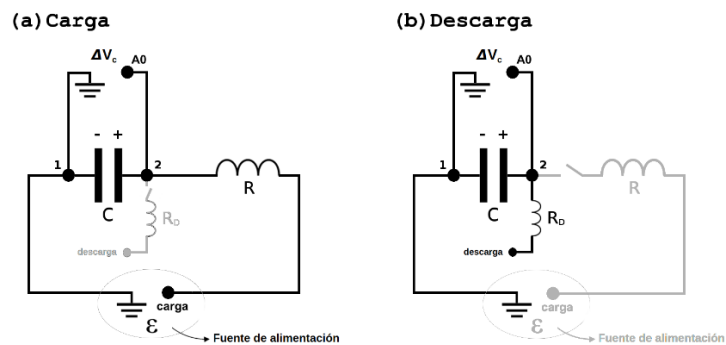 (a) Carga
ΔVc
A0
- +
1
2
C
R
RD
descarga
carga
ε
Fuente de alimentación
(b) Descarga
ΔVc
A0
- +
1
2
C
R
RD
descarga
carga
ε
Fuente de alimentación